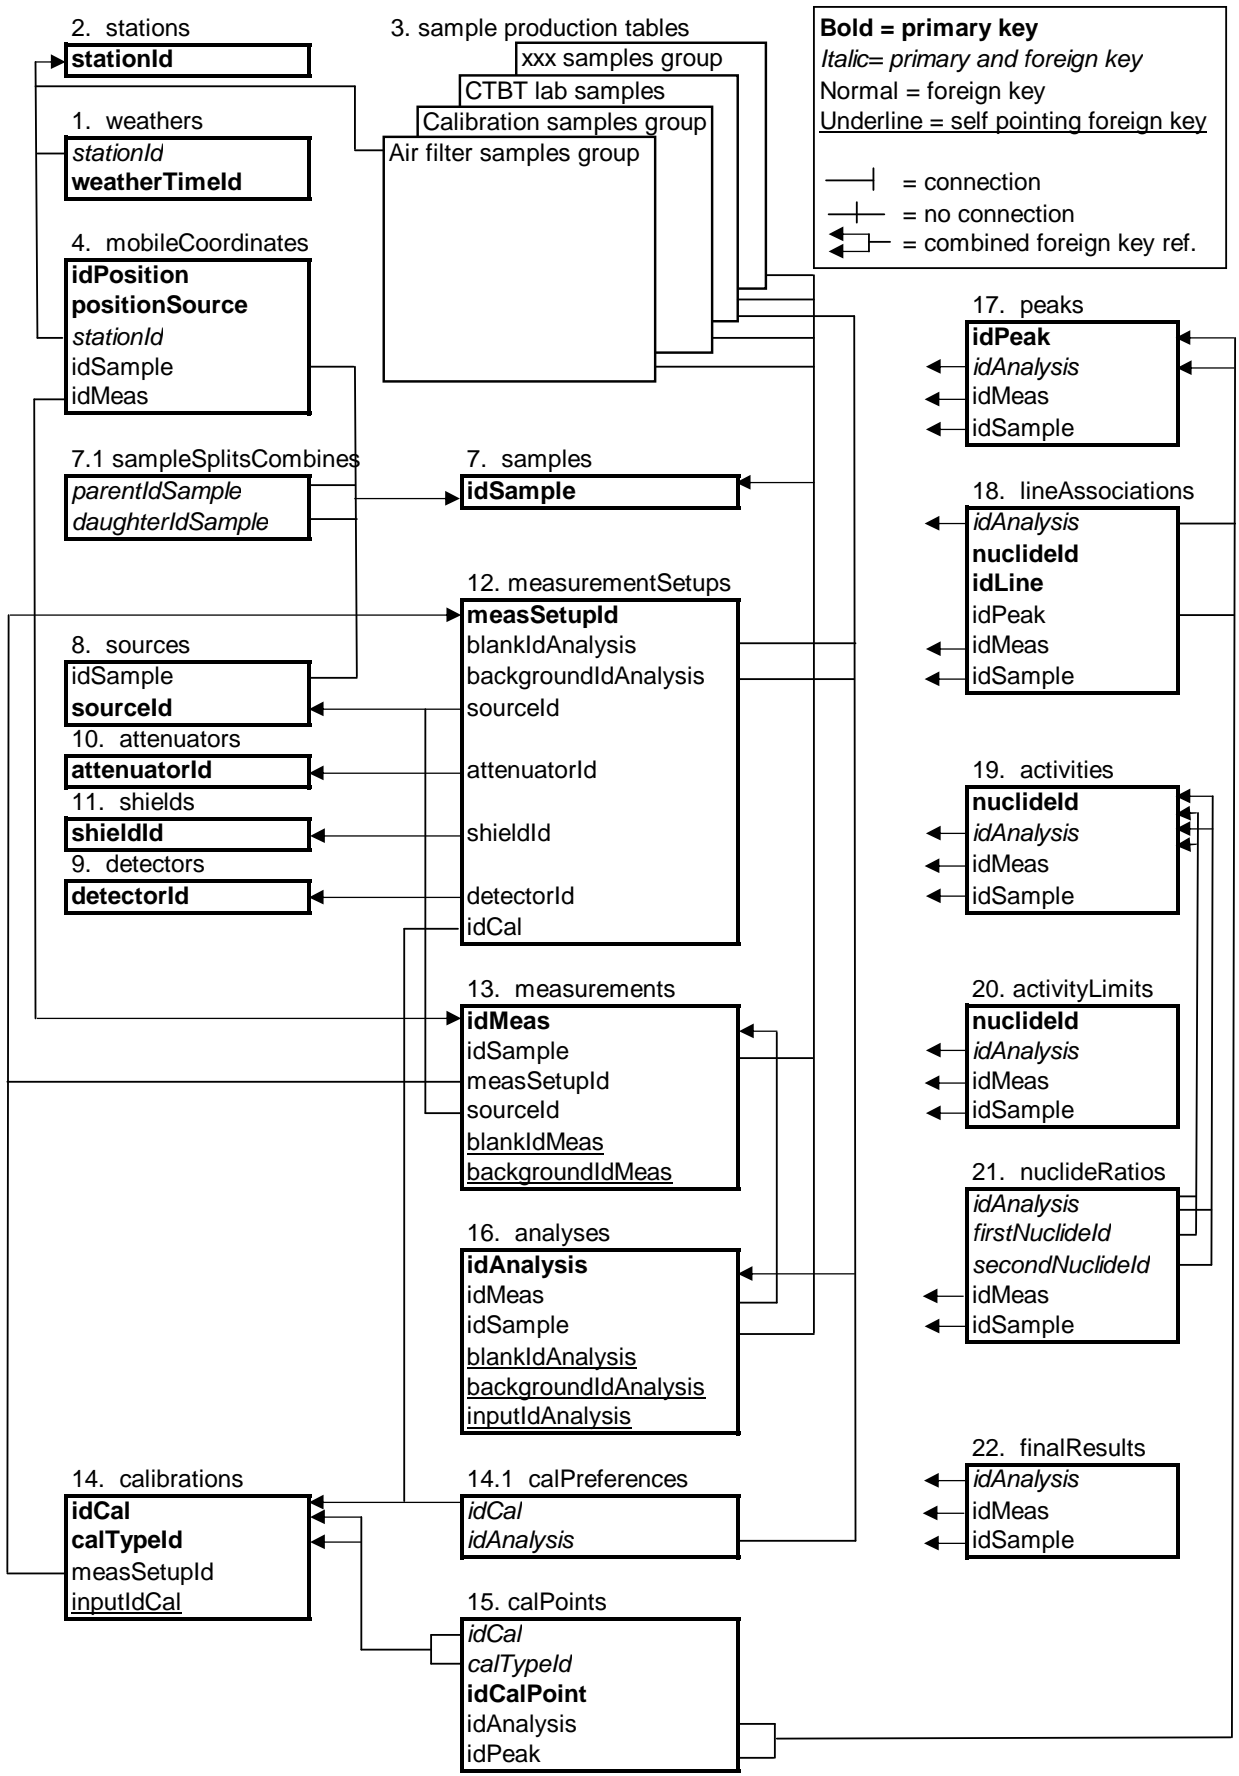 2. stations
stationId
1. weathers
stationId
weatherTimeId
4. mobileCoordinates
idPosition
positionSource
stationId
idSample
idMeas
7.1 sampleSplitsCombines
parentIdSample
daughterIdSample
8. sources
idSample
sourceId
10. attenuators
attenuatorId
11. shields
shieldId
9. detectors
detectorId
14. calibrations
idCal
calTypeId
measSetupId
inputIdCal
3. sample production tables
xxx samples group
CTBT lab samples
Calibration samples group
Air filter samples group
7. samples
idSample
12. measurementSetups
measSetupId
blankIdAnalysis
backgroundIdAnalysis
sourceId
attenuatorId
shieldId
detectorId
idCal
13. measurements
idMeas
idSample
measSetupId
sourceId
blankIdMeas
backgroundIdMeas
16. analyses
idAnalysis
idMeas
idSample
blankIdAnalysis
backgroundIdAnalysis
inputIdAnalysis
14.1 calPreferences
idCal
idAnalysis
15. calPoints
idCal
calTypeId
idCalPoint
idAnalysis
idPeak
Bold = primary key
Italic= primary and foreign key
Normal = foreign key
Underline = self pointing foreign key
= connection
= no connection
= combined foreign key ref.
17. peaks
idPeak
idAnalysis
idMeas
idSample
18. lineAssociations
idAnalysis
nuclideId
idLine
idPeak
idMeas
idSample
19. activities
nuclideId
idAnalysis
idMeas
idSample
20. activityLimits
nuclideId
idAnalysis
idMeas
idSample
21. nuclideRatios
idAnalysis
firstNuclideId
secondNuclideId
idMeas
idSample
22. finalResults
idAnalysis
idMeas
idSample